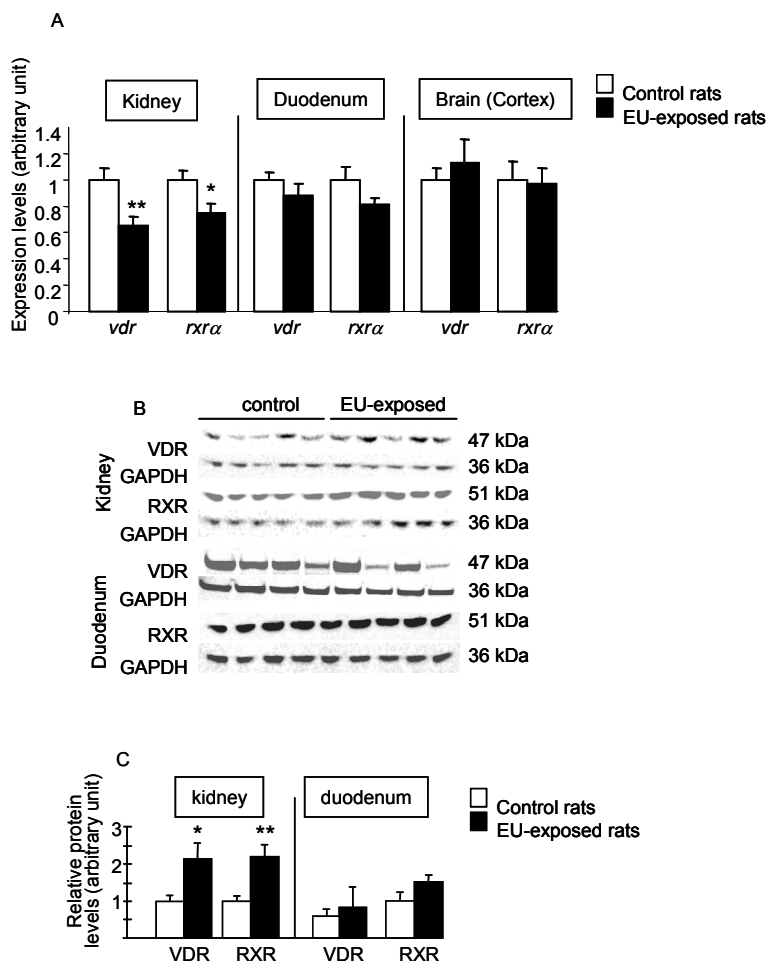 A
Kidney
Duodenum
Brain (Cortex)
Control rats
EU-exposed rats
Expression levels (arbitrary unit)
1.4
1.2
1
0.8
0.6
0.4
0.2
0
** *
vdr rxrα vdr rxrα vdr rxrα
B
control EU-exposed
Kidney
VDR 47 kDa
GAPDH 36 kDa
RXR 51 kDa
GAPDH 36 kDa
Duodenum
VDR 47 kDa
GAPDH 36 kDa
RXR 51 kDa
GAPDH 36 kDa
C
kidney
duodenum
Control rats
EU-exposed rats
Relative protein
levels (arbitrary unit)
3
2
1
* **
VDR RXR VDR RXR